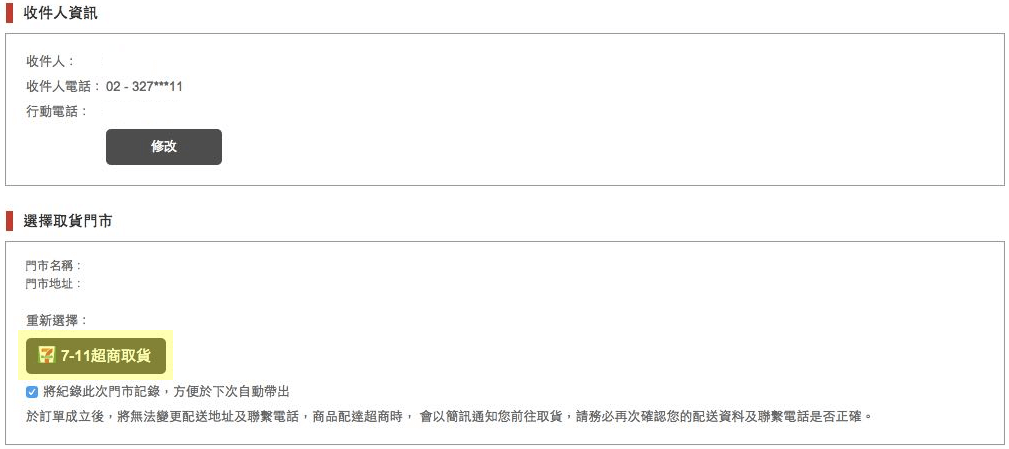 收件人資訊
收件人：
收件人電話：02 - 327***11
行動電話：
修改
選擇取貨門市
門市名稱：
門市地址：
重新選擇：
7-11超商取貨
將紀錄此次門市記錄，方便於下次自動帶出
於訂單成立後，將無法變更配送地址及聯繫電話，商品配達超商時， 會以簡訊通知您前往取貨，請務必再次確認您的配送資料及聯繫電話是否正確。